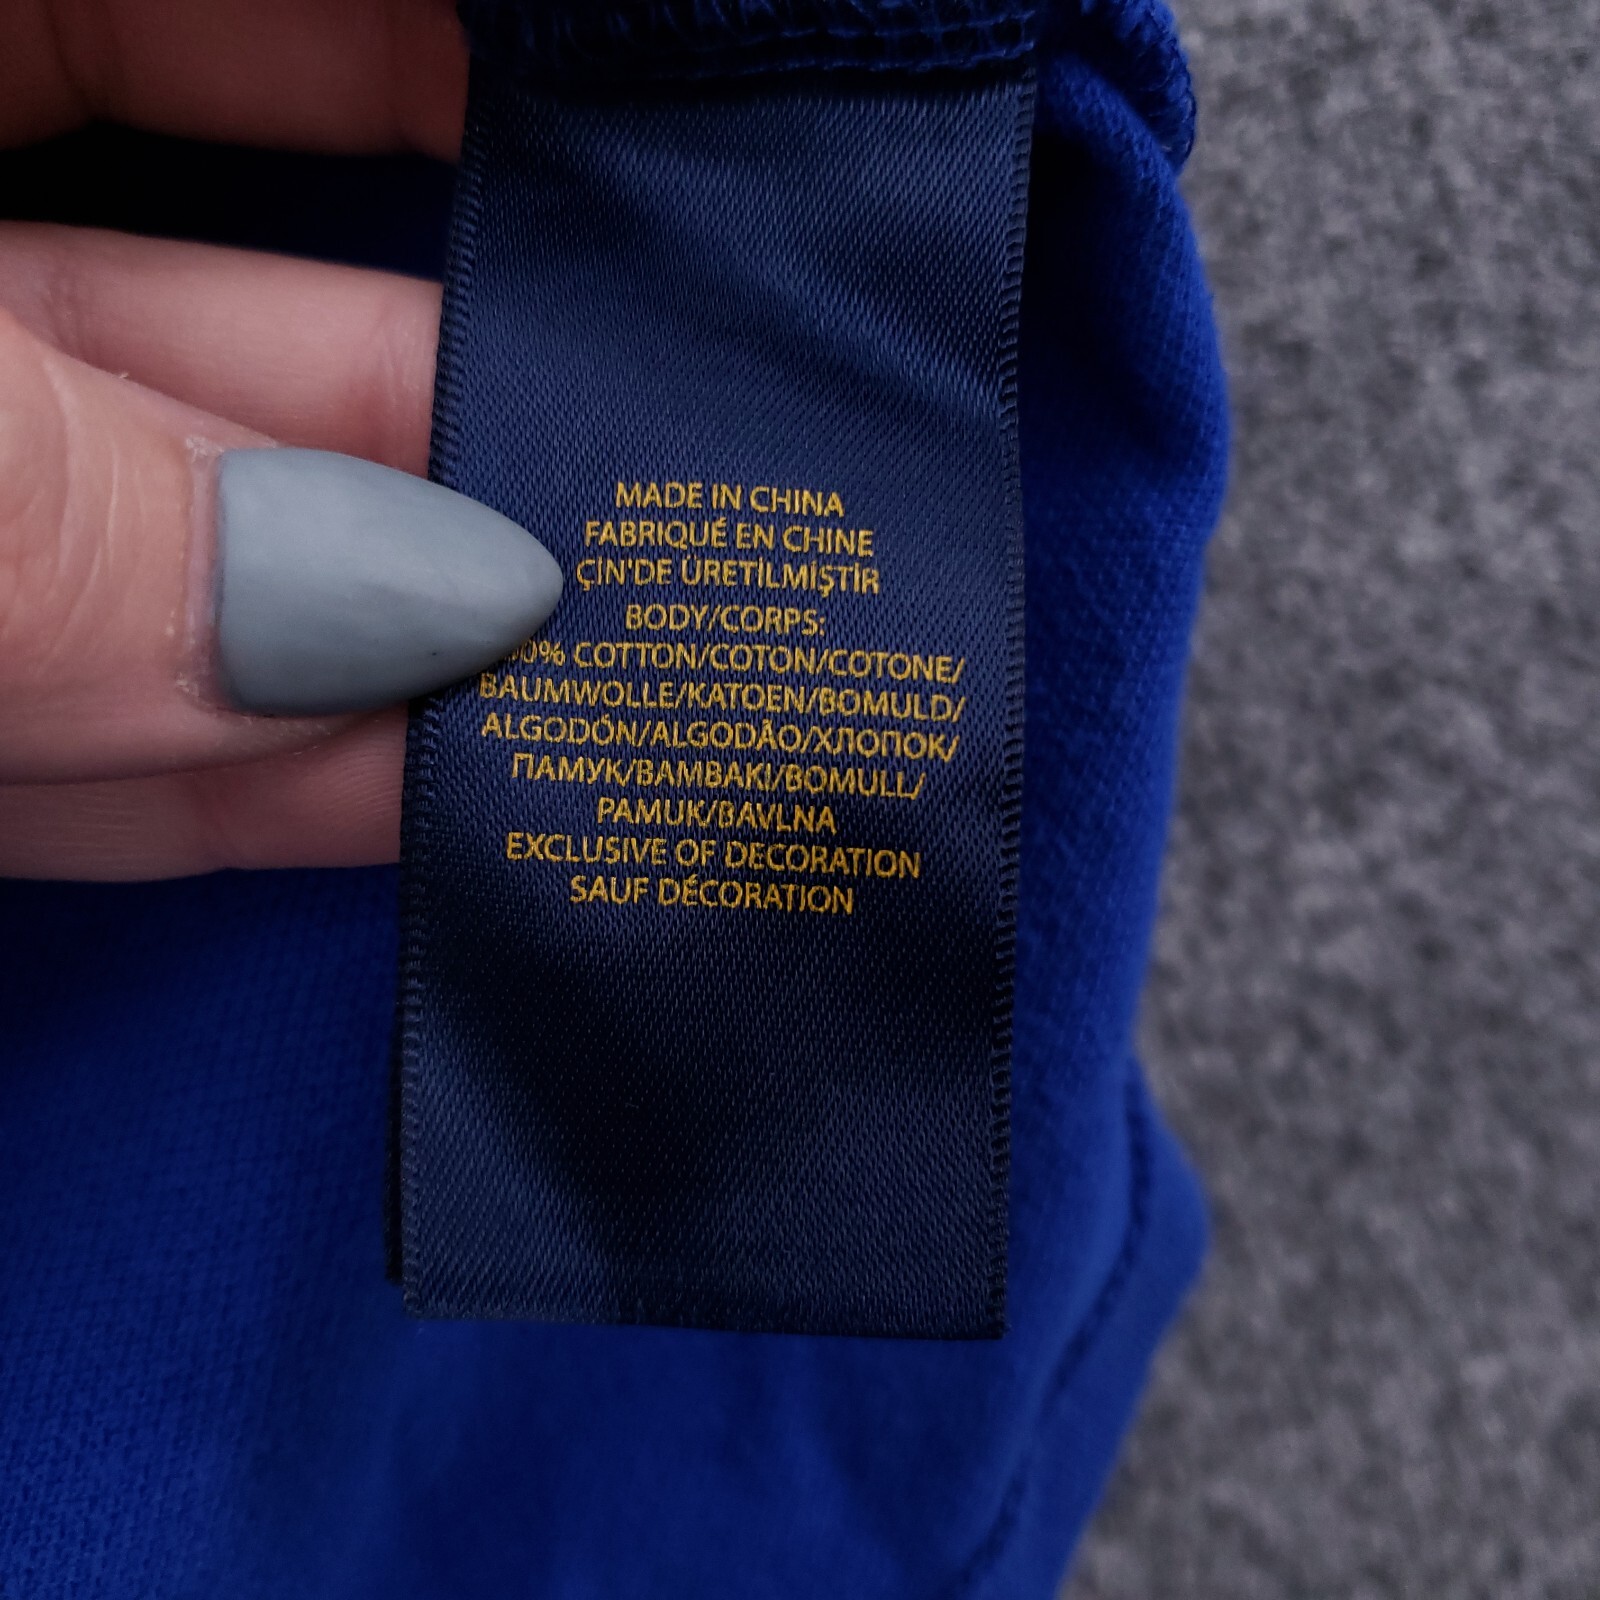 MADE IN CHINA
FABRIQUÉ EN CHINE
ÇIN'DE ÜRETİLMİŞTİR
BODY/CORPS:
COTTON/COTON/COTONE/
BAUMWOLLE/KATOEN/BOMULD/
ALGODÓN/ALGODÃO/ХЛОПОК/
ПАМУК/BAMBAKI/BOMULL/
PAMUK/BAVLNA
EXCLUSIVE OF DECORATION
SAUF DÉCORATION